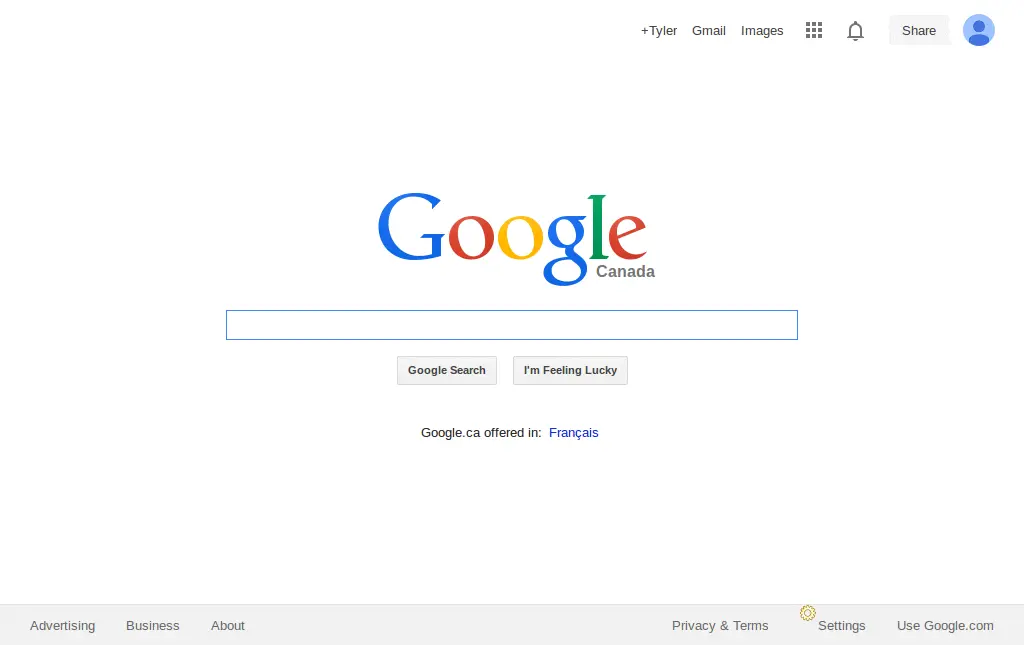 +Tyler Gmail Images Share
Google
Canada
Google Search I'm Feeling Lucky
Google.ca offered in: Français
Advertising Business About Privacy & Terms Settings Use Google.com